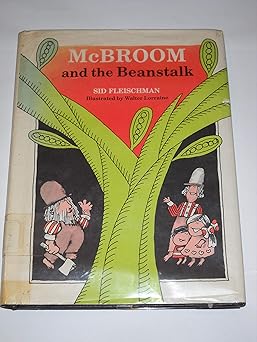 McBROOM
and the Beanstalk
SID FLEISCHMAN
Illustrated by Walter Lorraine